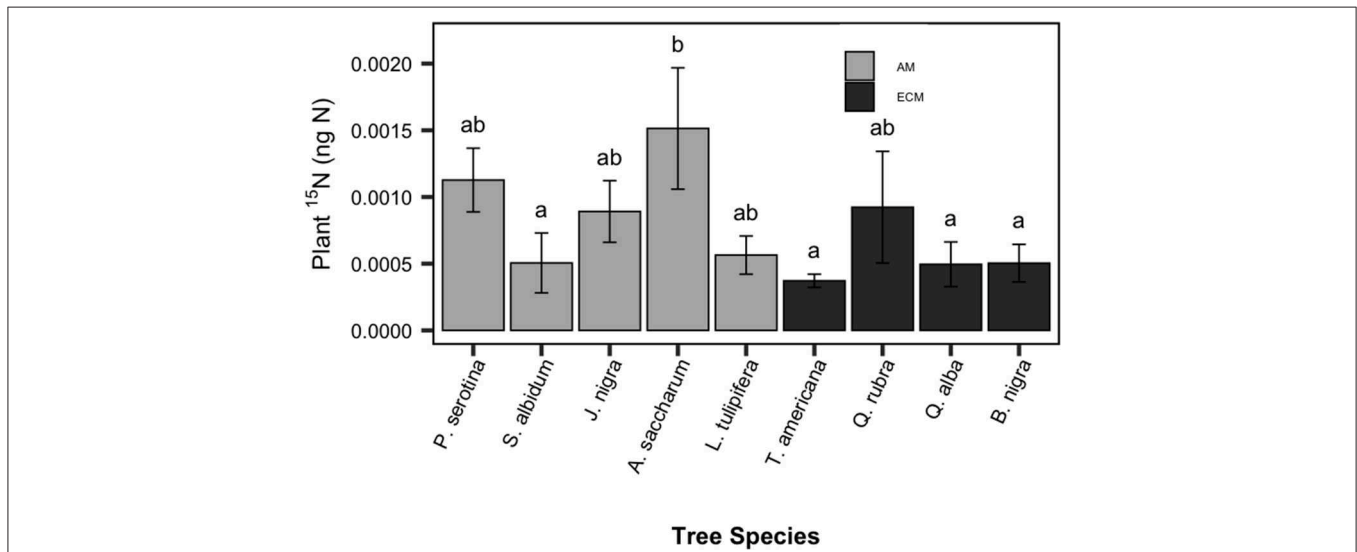 b
0.0020
AM
ECM
ab
ab
0.0015
ab
a
ab
0.0010
a
a
a
0.0005
0.0000
Plant ¹⁵N (ng N)
P. serotina
S. albidum
J. nigra
A. saccharum
L. tulipifera
T. americana
Q. rubra
Q. alba
B. nigra
Tree Species